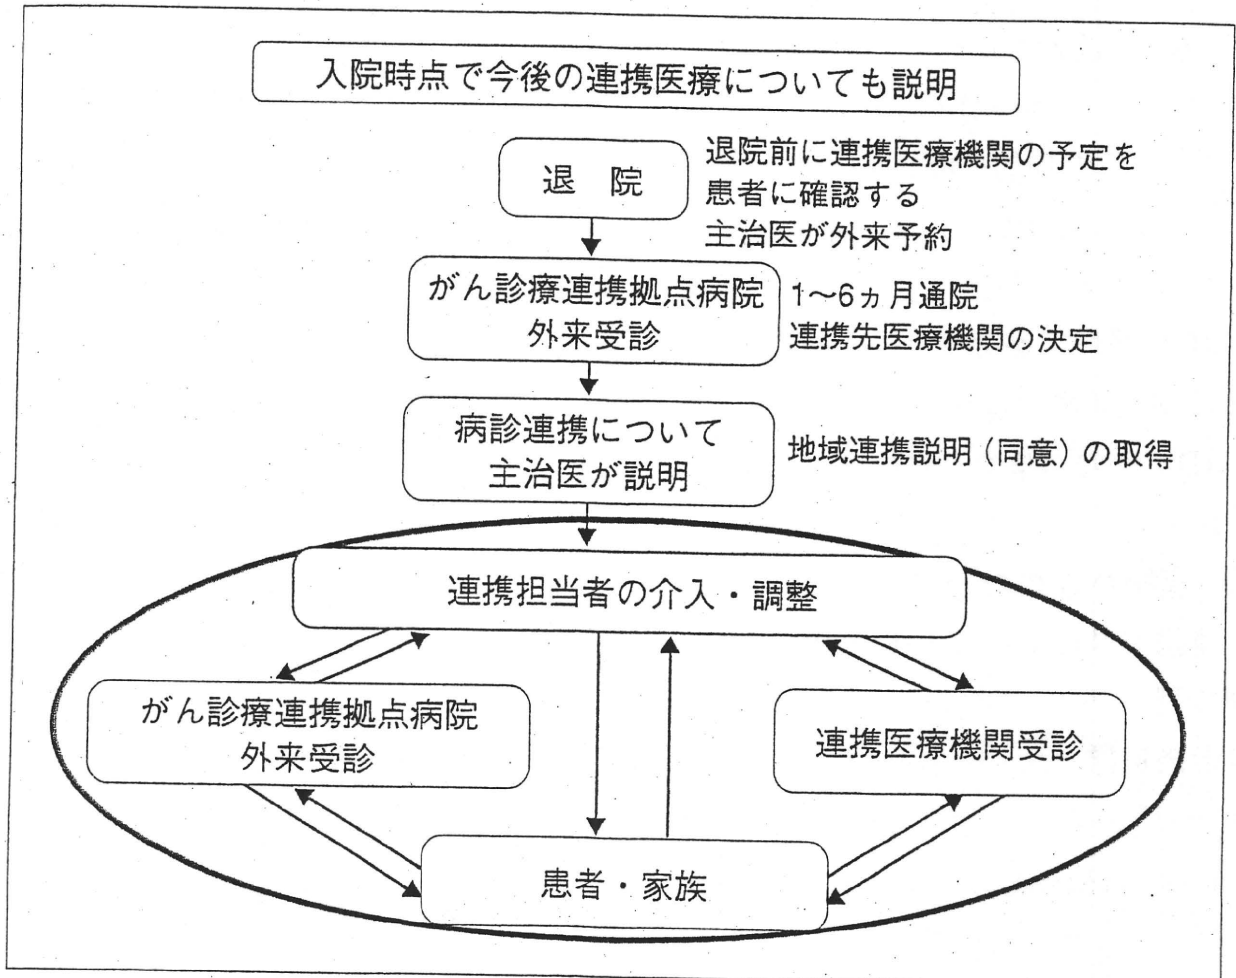 入院時点で今後の連携医療についても説明
退　院
退院前に連携医療機関の予定を
患者に確認する
主治医が外来予約
がん診療連携拠点病院
外来受診
1〜6ヵ月通院
連携先医療機関の決定
病診連携について
主治医が説明
地域連携説明（同意）の取得
連携担当者の介入・調整
がん診療連携拠点病院
外来受診
連携医療機関受診
患者・家族